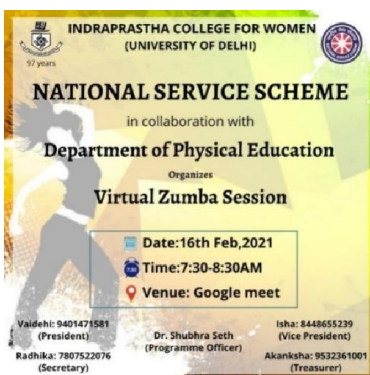 INDRAPRASTHA COLLEGE FOR WOMEN
(UNIVERSITY OF DELHI)
97 years
NATIONAL SERVICE SCHEME
in collaboration with
Department of Physical Education
Organizes
Virtual Zumba Session
Date:16th Feb,2021
Time:7:30-8:30AM
Venue: Google meet
Vaidehi: 9401471581
(President)
Radhika: 7807522076
(Secretary)
Dr. Shubhra Seth
(Programme Officer)
Isha: 8448655239
(Vice President)
Akanksha: 9532361001
(Treasurer)